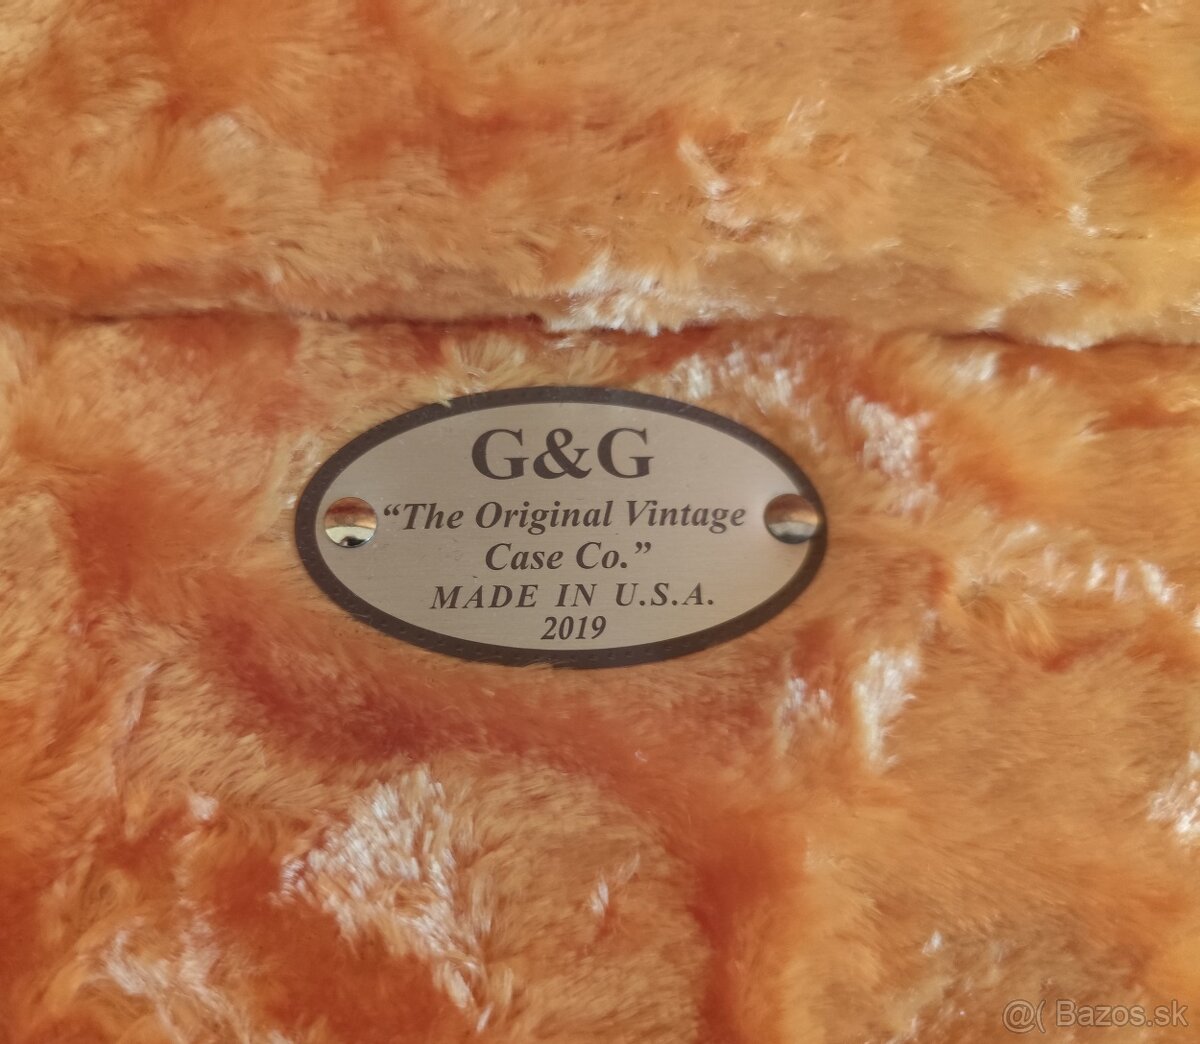 G&G
“The Original Vintage
Case Co.”
MADE IN U.S.A.
2019
@( Bazos.sk